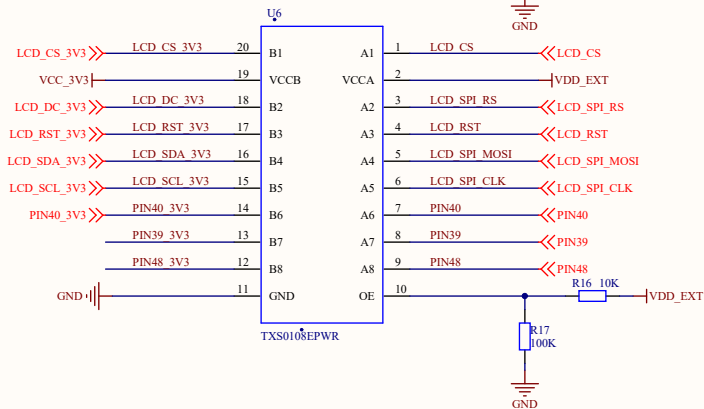 GND
U6
LCD_CS_3V3 LCD_CS_3V3 20 B1 A1 1 LCD_CS LCD_CS
VCC_3V3 19 VCCB VCCA 2 VDD_EXT
LCD_DC_3V3 LCD_DC_3V3 18 B2 A2 3 LCD_SPI_RS LCD_SPI_RS
LCD_RST_3V3 LCD_RST_3V3 17 B3 A3 4 LCD_RST LCD_RST
LCD_SDA_3V3 LCD_SDA_3V3 16 B4 A4 5 LCD_SPI_MOSI LCD_SPI_MOSI
LCD_SCL_3V3 LCD_SCL_3V3 15 B5 A5 6 LCD_SPI_CLK LCD_SPI_CLK
PIN40_3V3 PIN40_3V3 14 B6 A6 7 PIN40 PIN40
PIN39_3V3 13 B7 A7 8 PIN39 PIN39
PIN48_3V3 12 B8 A8 9 PIN48 PIN48
GND 11 GND OE 10 R16 10K VDD_EXT
TXS0108EPWR
R17
100K
GND